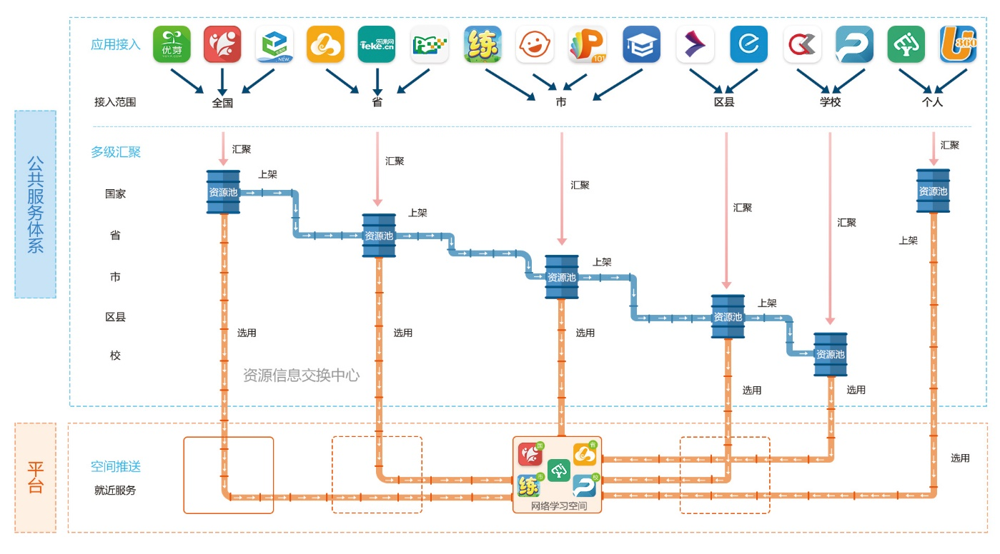 应用接入
优芽
YOYA.COM
NEW
乐课网
leke.cn
练
101
U
860
接入范围
全国
省
市
区县
学校
个人
公共服务体系
多级汇聚
汇聚
汇聚
汇聚
汇聚
汇聚
汇聚
国家
资源池
上架
资源池
省
资源池
上架
上架
市
资源池
上架
区县
资源池
上架
选用
选用
选用
校
资源池
资源信息交换中心
选用
选用
平台
空间推送
就近服务
国
省
市
练
校
网络学习空间
选用